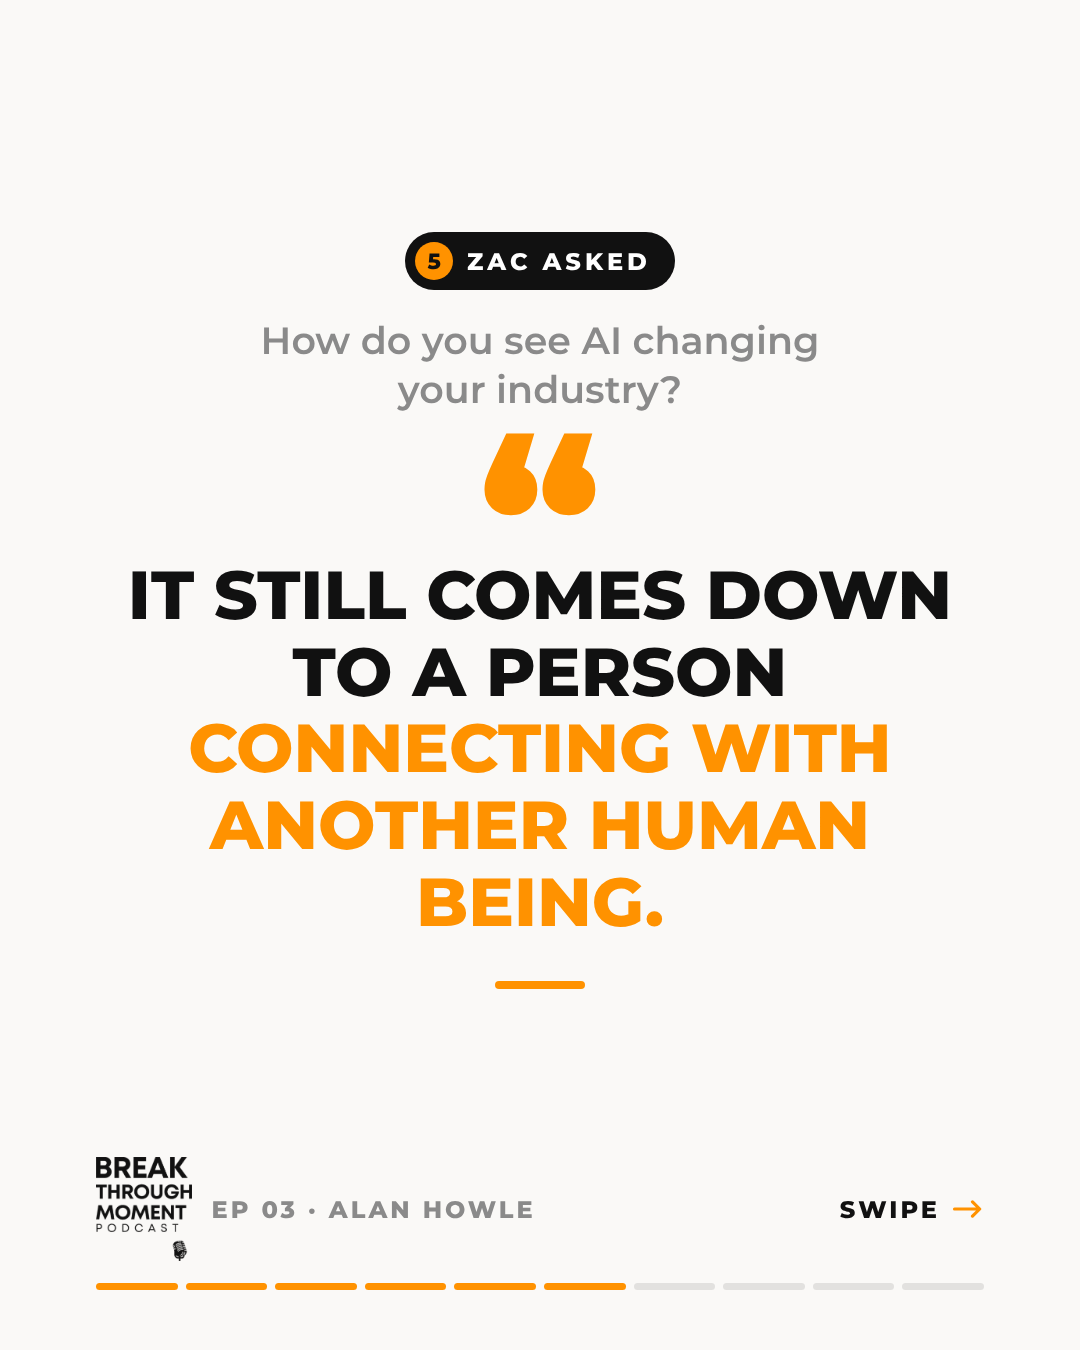 5 ZAC ASKED
How do you see AI changing
your industry?
“
IT STILL COMES DOWN
TO A PERSON
CONNECTING WITH
ANOTHER HUMAN
BEING.
BREAK
THROUGH
MOMENT
PODCAST
EP 03 · ALAN HOWLE
SWIPE →